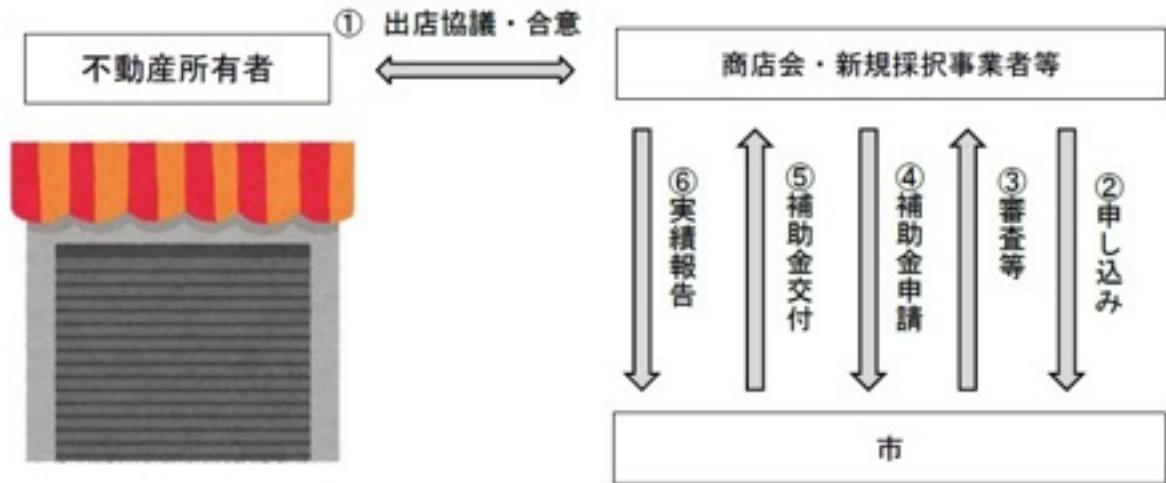 ① 出店協議・合意
不動産所有者
商店会・新規採択事業者等
②申し込み
③審査等
④補助金申請
⑤補助金交付
⑥実績報告
市